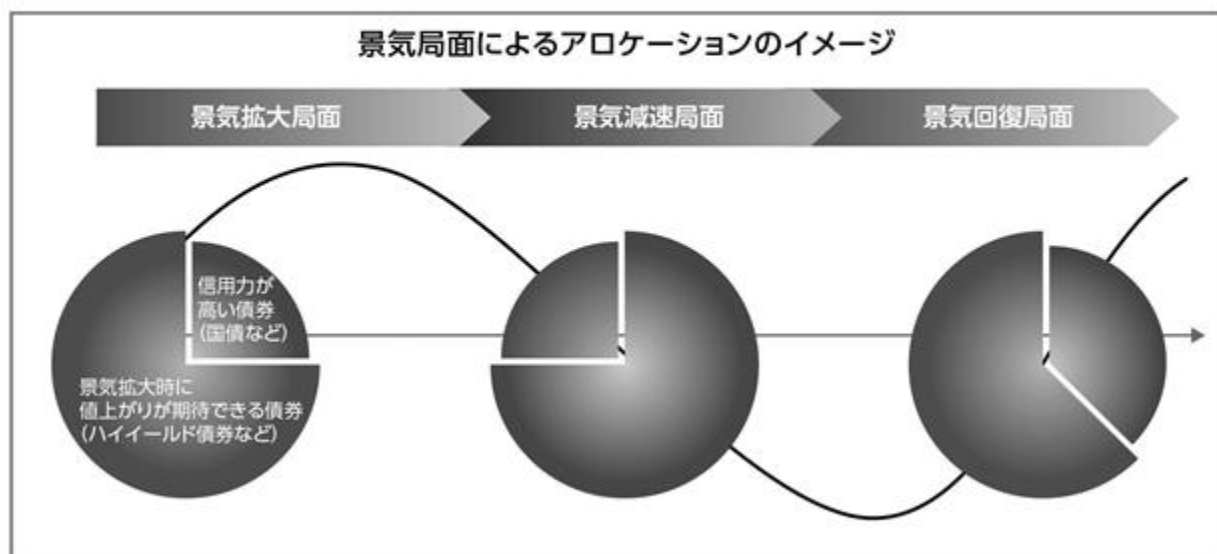 景気局面によるアロケーションのイメージ
景気拡大局面
景気減速局面
景気回復局面
信用力が
高い債券
(国債など)
景気拡大時に
値上がりが期待できる債券
(ハイイールド債券など)